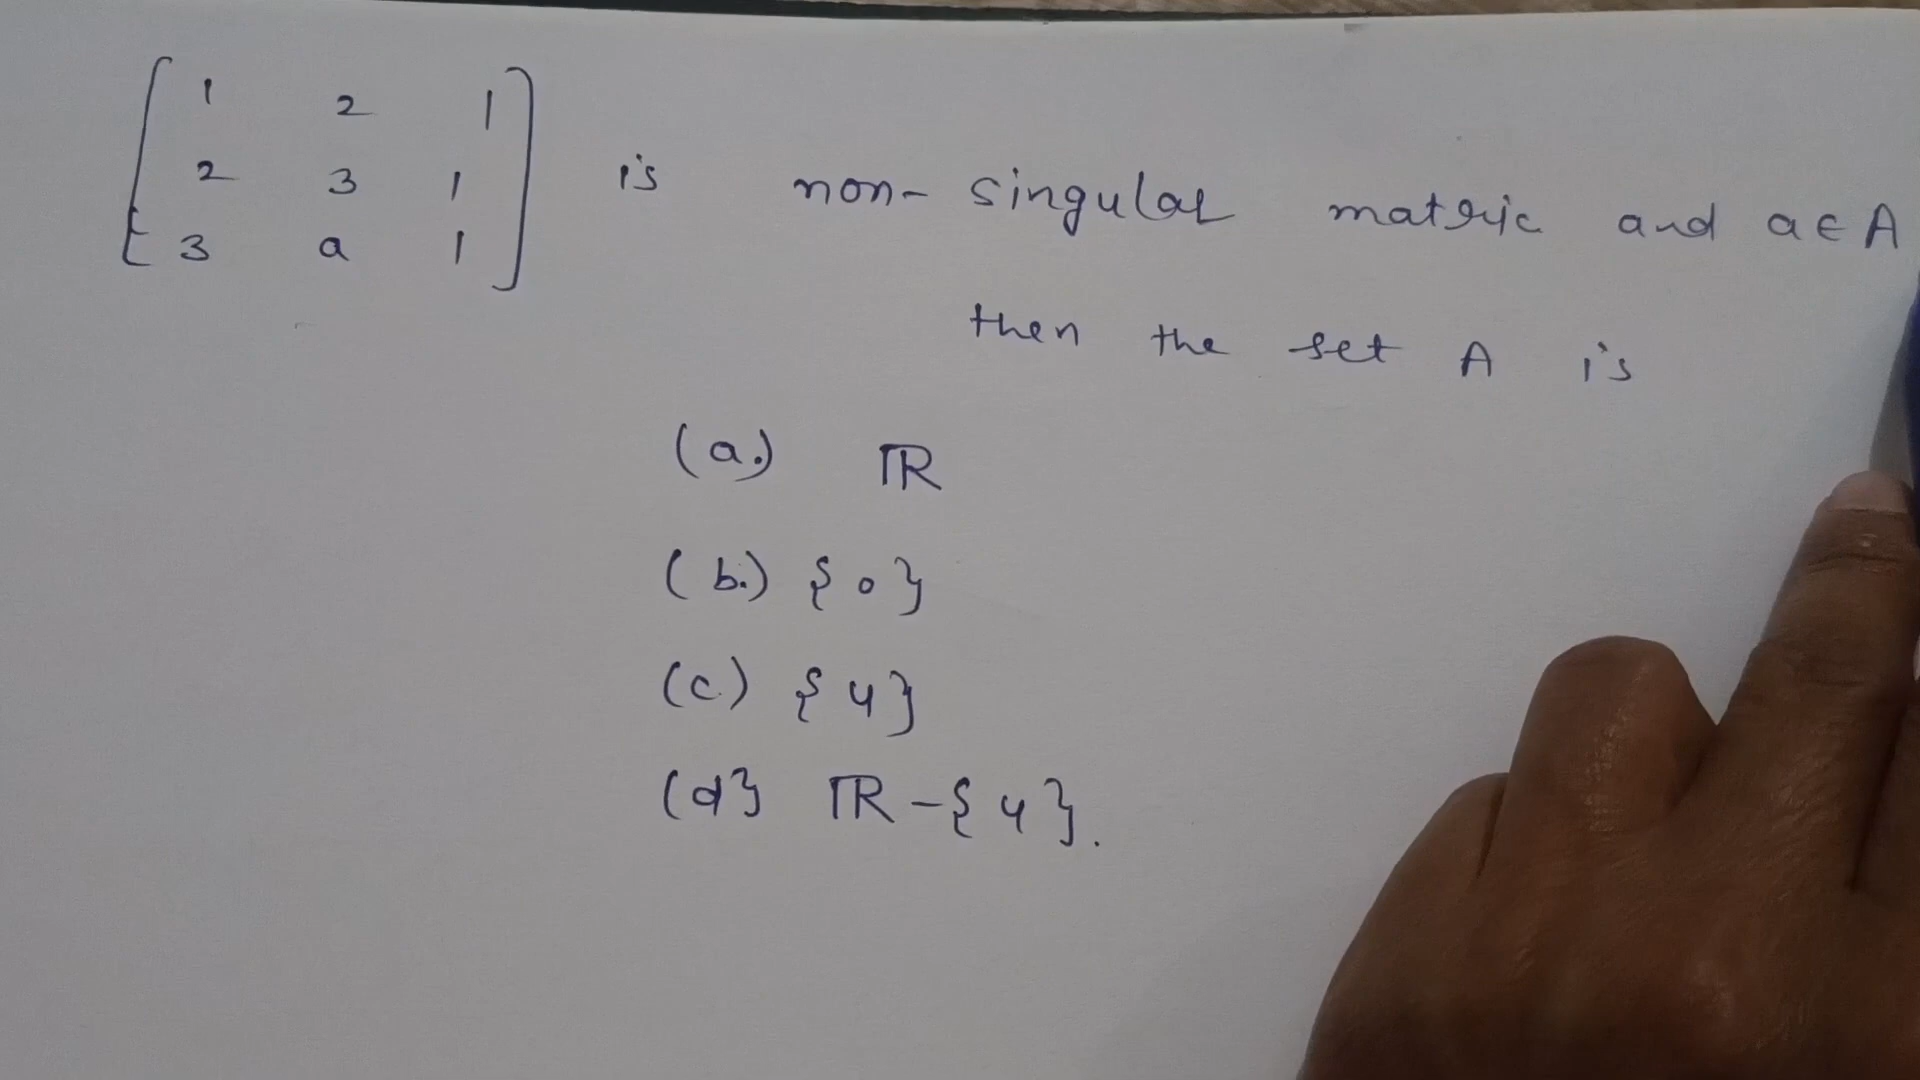 1 2 1
2 3 1 is non-singular matric and a∈A
3 a 1
then the set A is
(a.) ℝ
(b.) {0}
(c.) {4}
(d} ℝ-{4}.